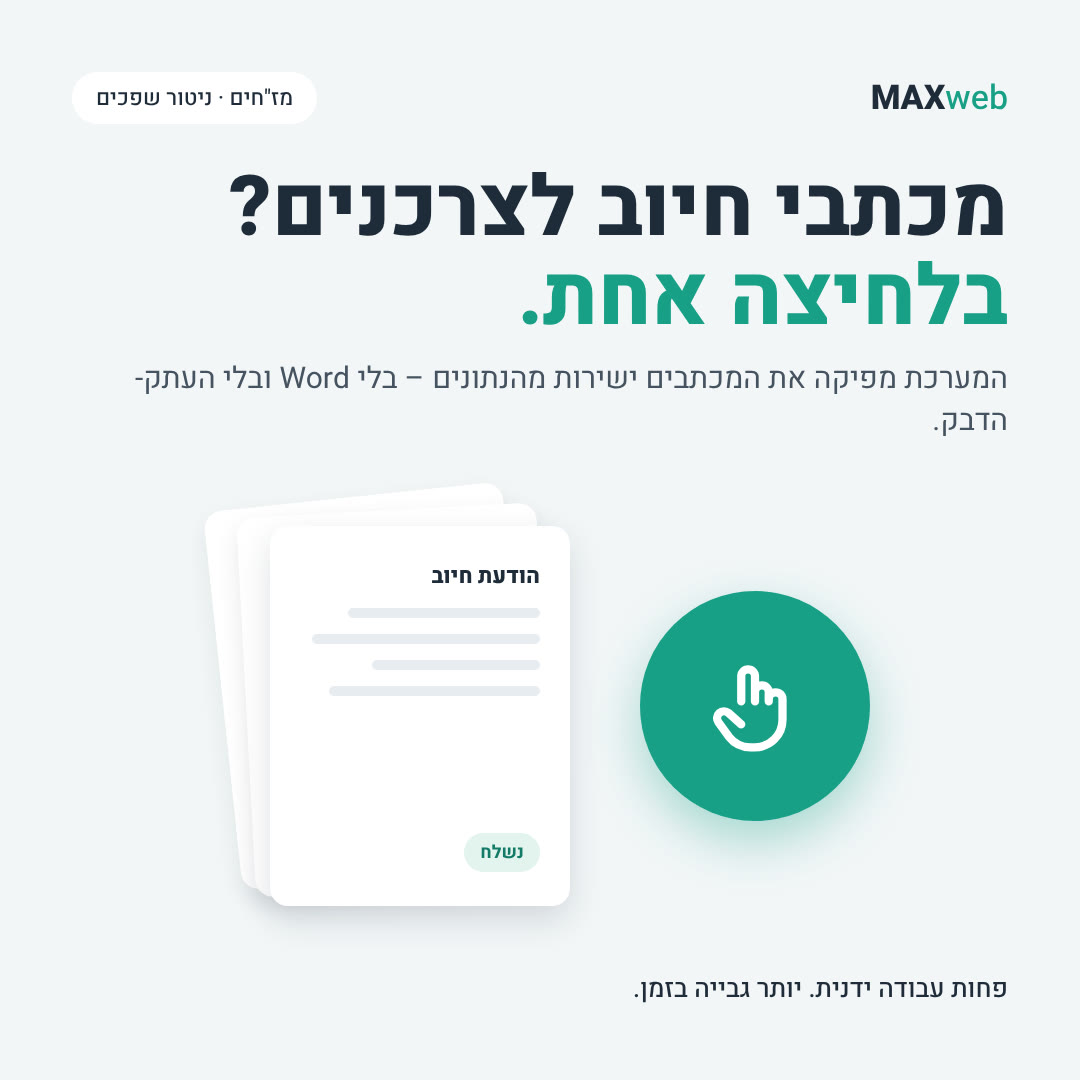 MAXweb
מז"חים · ניטור שפכים
מכתבי חיוב לצרכנים?
בלחיצה אחת.
המערכת מפיקה את המכתבים ישירות מהנתונים – בלי Word ובלי העתק-
הדבק.
הודעת חיוב
נשלח
פחות עבודה ידנית. יותר גבייה בזמן.